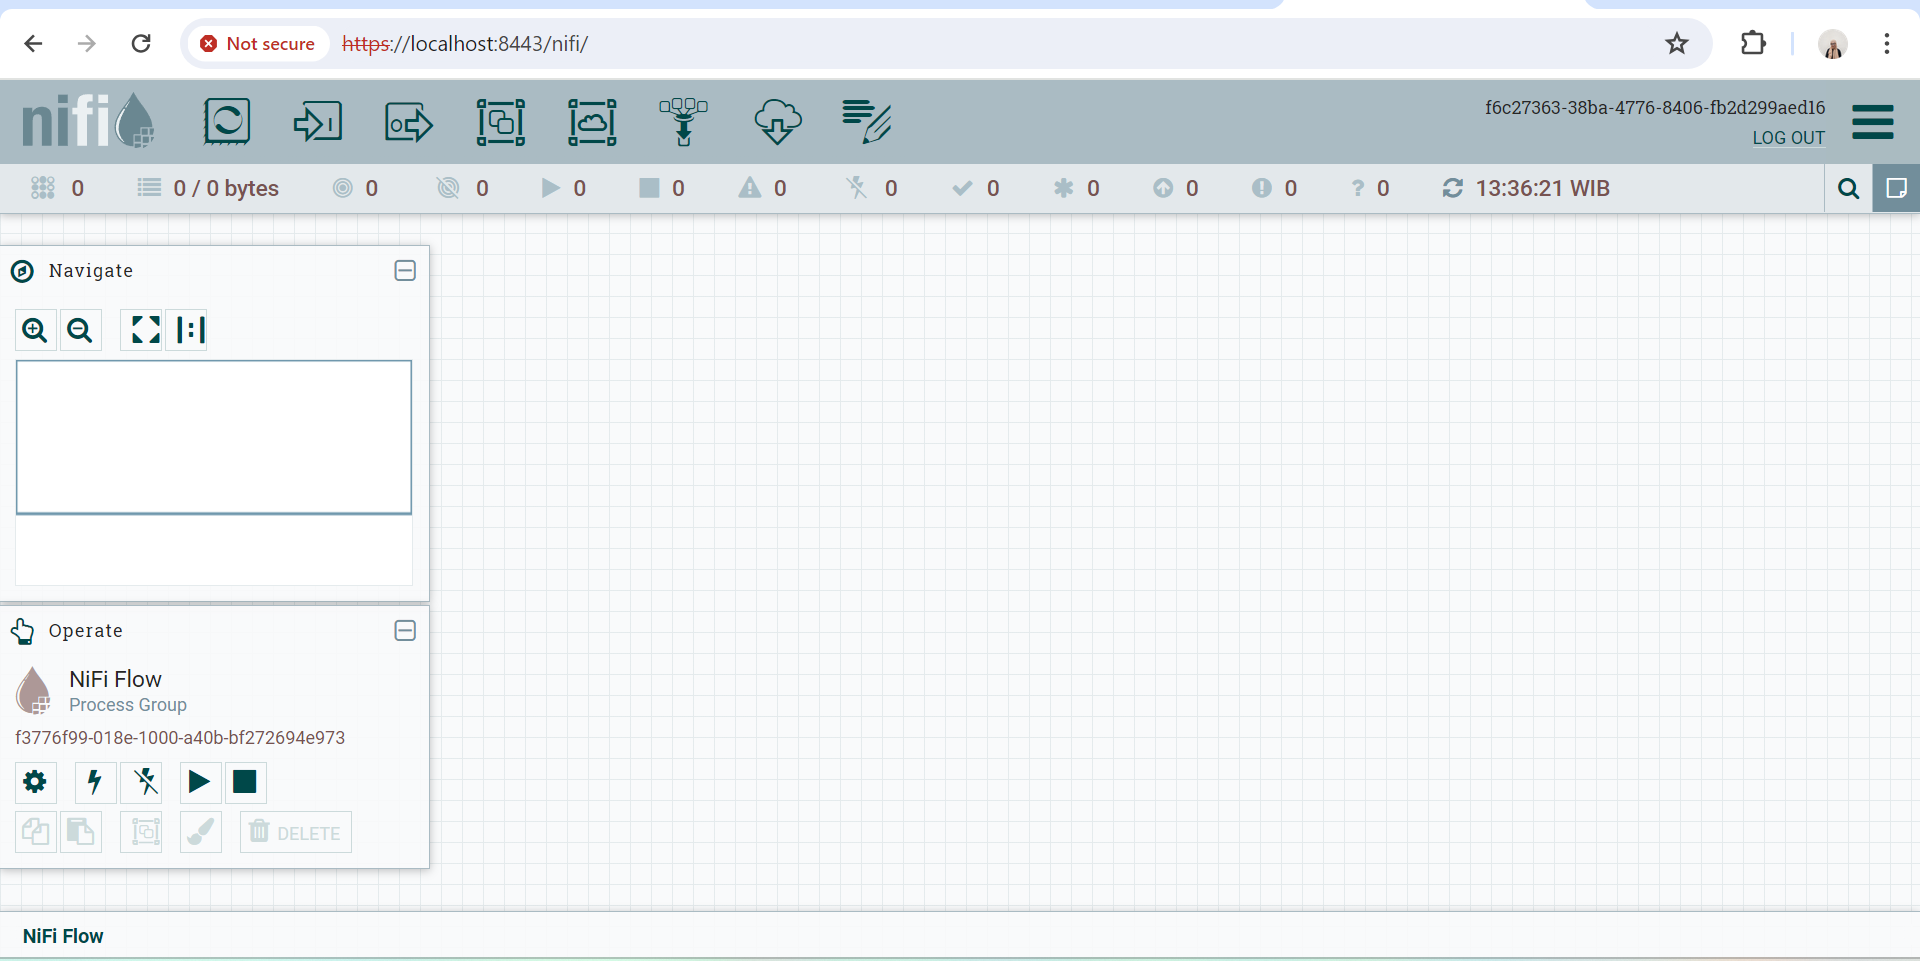 Not secure https://localhost:8443/nifi/
nifi
f6c27363-38ba-4776-8406-fb2d299aed16
LOG OUT
0 0 / 0 bytes 0 0 0 0 0 0 0 0 0 0 0 13:36:21 WIB
Navigate
Operate
NiFi Flow
Process Group
f3776f99-018e-1000-a40b-bf272694e973
DELETE
NiFi Flow